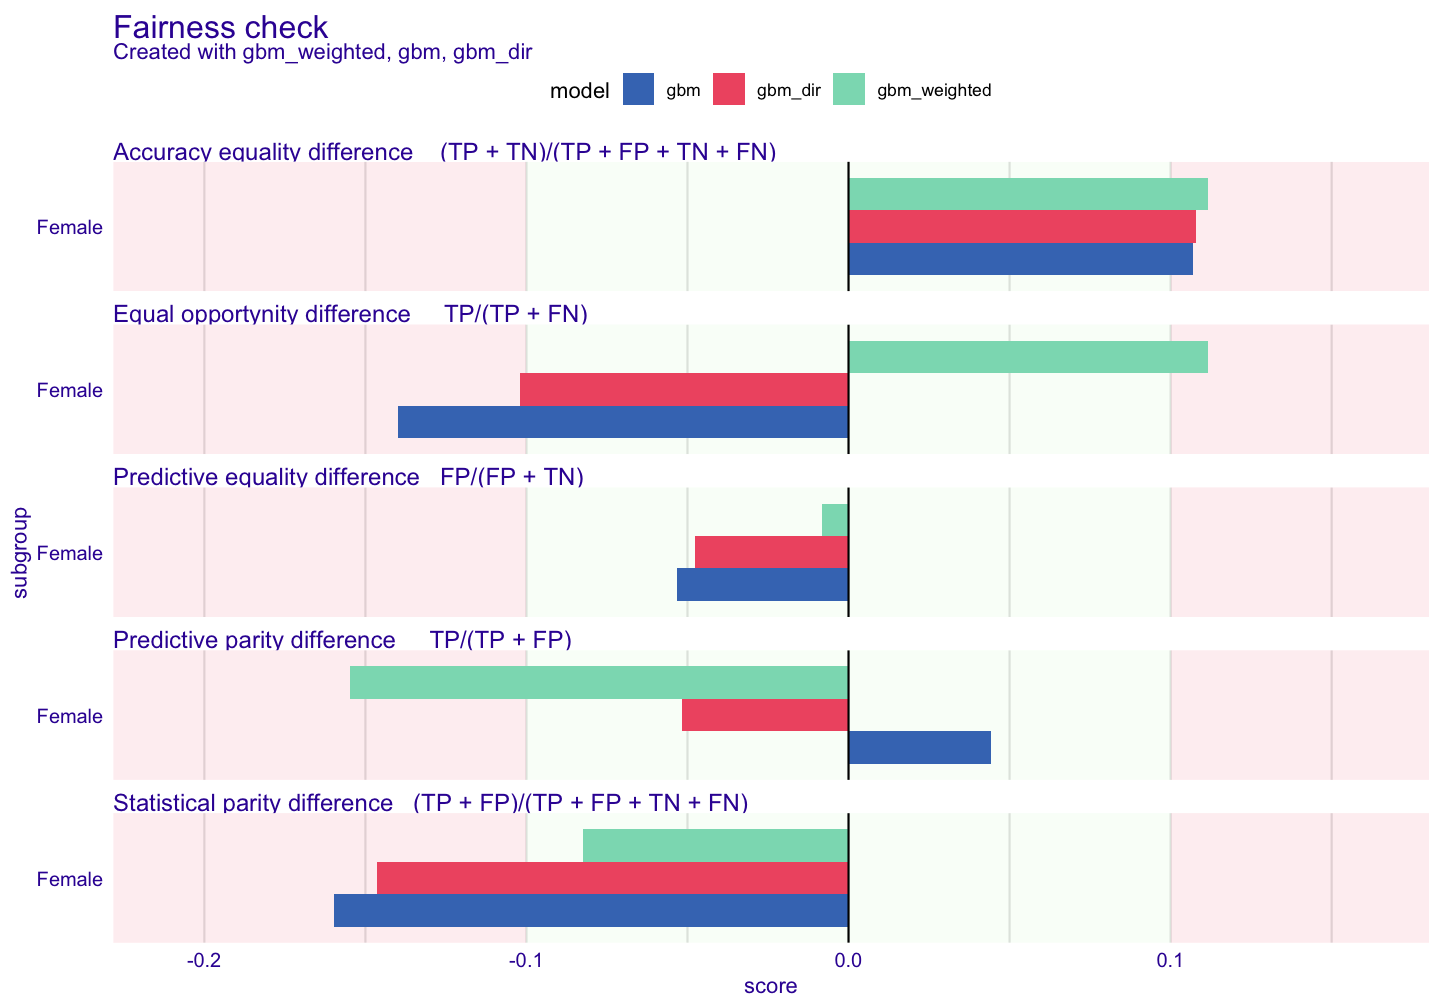 Fairness check
Created with gbm_weighted, gbm, gbm_dir
model gbm gbm_dir gbm_weighted
Accuracy equality difference (TP + TN)/(TP + FP + TN + FN)
Female
Equal opportynity difference TP/(TP + FN)
Female
Predictive equality difference FP/(FP + TN)
Female
subgroup
Predictive parity difference TP/(TP + FP)
Female
Statistical parity difference (TP + FP)/(TP + FP + TN + FN)
Female
-0.2 -0.1 0.0 0.1
score